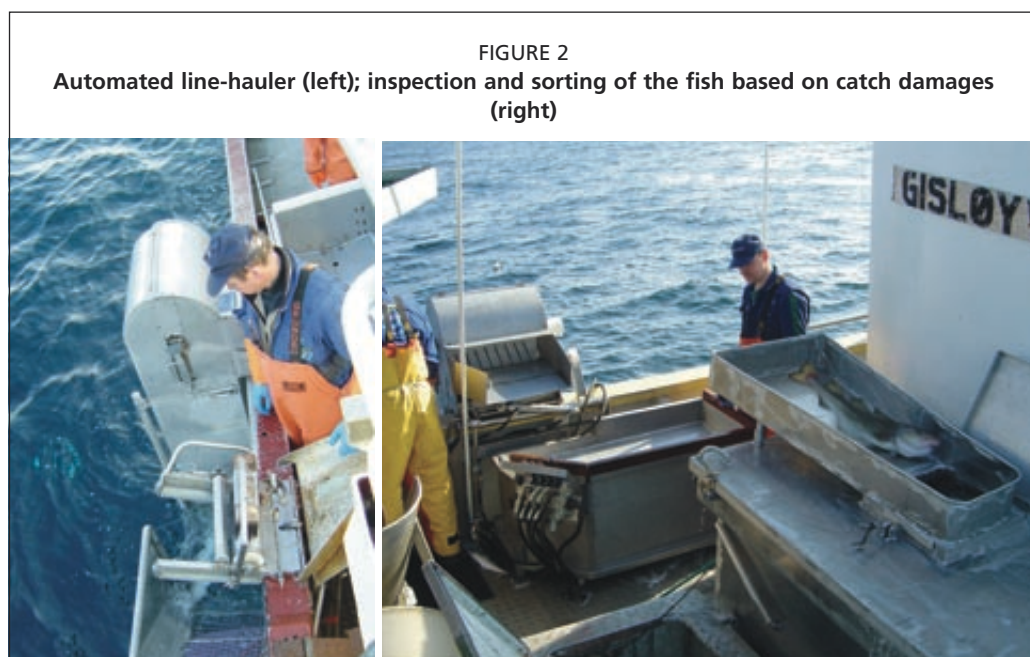 FIGURE 2
Automated line-hauler (left); inspection and sorting of the fish based on catch damages
(right)
GISLØY